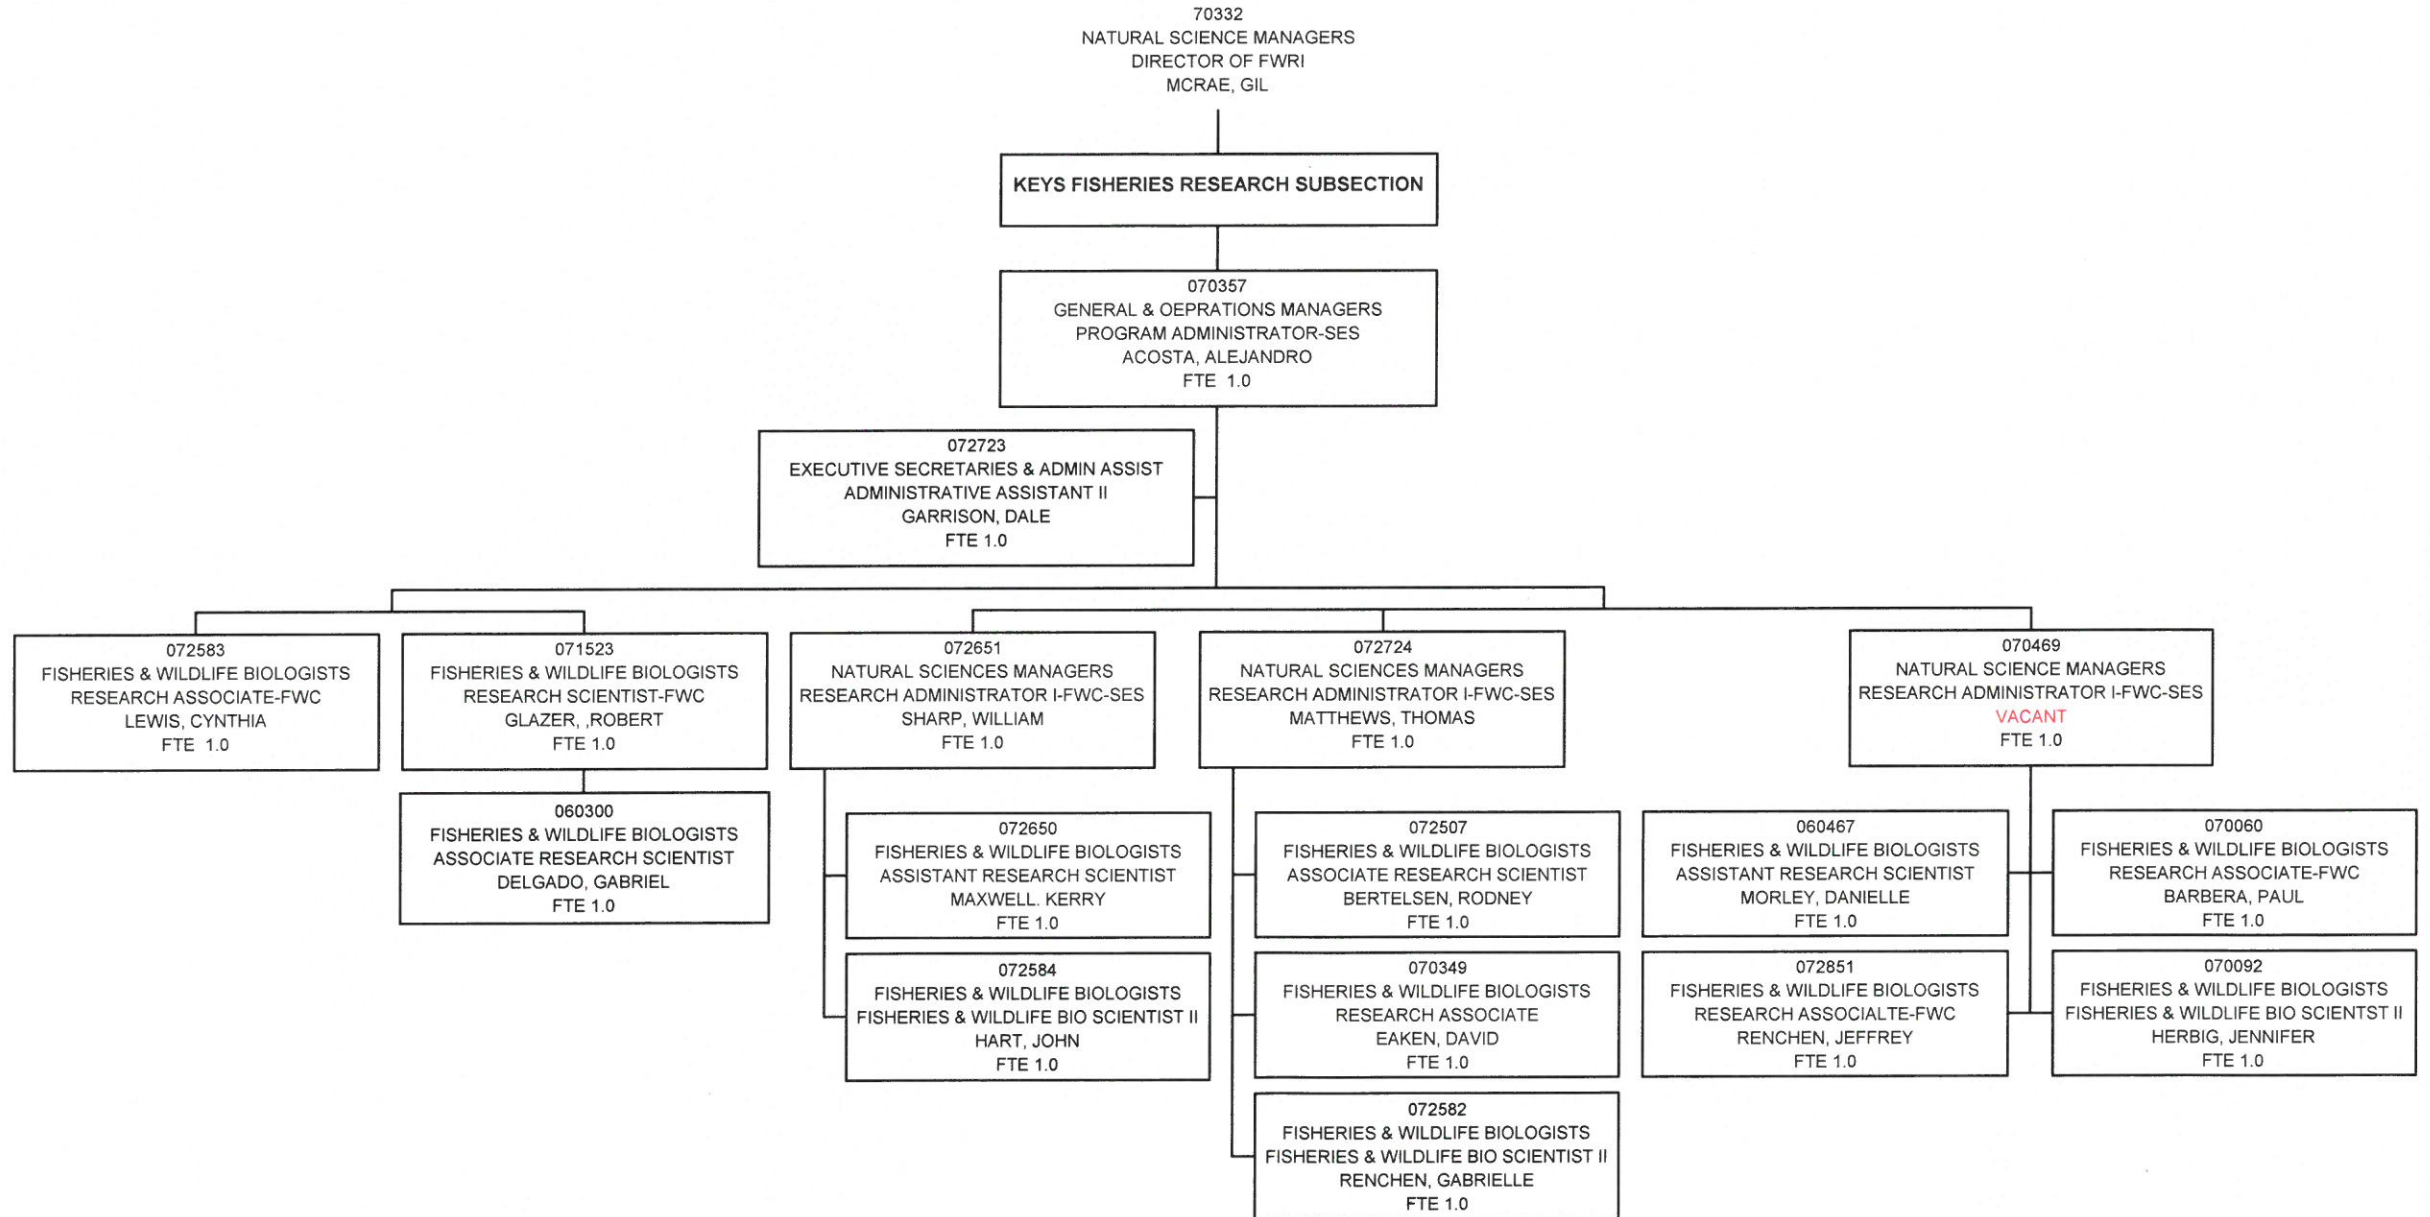 70332
NATURAL SCIENCE MANAGERS
DIRECTOR OF FWRI
MCRAE, GIL
KEYS FISHERIES RESEARCH SUBSECTION
070357
GENERAL & OEPRATIONS MANAGERS
PROGRAM ADMINISTRATOR-SES
ACOSTA, ALEJANDRO
FTE 1.0
072723
EXECUTIVE SECRETARIES & ADMIN ASSIST
ADMINISTRATIVE ASSISTANT II
GARRISON, DALE
FTE 1.0
072583
FISHERIES & WILDLIFE BIOLOGISTS
RESEARCH ASSOCIATE-FWC
LEWIS, CYNTHIA
FTE 1.0
071523
FISHERIES & WILDLIFE BIOLOGISTS
RESEARCH SCIENTIST-FWC
GLAZER, ,ROBERT
FTE 1.0
072651
NATURAL SCIENCES MANAGERS
RESEARCH ADMINISTRATOR I-FWC-SES
SHARP, WILLIAM
FTE 1.0
072724
NATURAL SCIENCES MANAGERS
RESEARCH ADMINISTRATOR I-FWC-SES
MATTHEWS, THOMAS
FTE 1.0
070469
NATURAL SCIENCE MANAGERS
RESEARCH ADMINISTRATOR I-FWC-SES
VACANT
FTE 1.0
060300
FISHERIES & WILDLIFE BIOLOGISTS
ASSOCIATE RESEARCH SCIENTIST
DELGADO, GABRIEL
FTE 1.0
072650
FISHERIES & WILDLIFE BIOLOGISTS
ASSISTANT RESEARCH SCIENTIST
MAXWELL. KERRY
FTE 1.0
072507
FISHERIES & WILDLIFE BIOLOGISTS
ASSOCIATE RESEARCH SCIENTIST
BERTELSEN, RODNEY
FTE 1.0
060467
FISHERIES & WILDLIFE BIOLOGISTS
ASSISTANT RESEARCH SCIENTIST
MORLEY, DANIELLE
FTE 1.0
070060
FISHERIES & WILDLIFE BIOLOGISTS
RESEARCH ASSOCIATE-FWC
BARBERA, PAUL
FTE 1.0
072584
FISHERIES & WILDLIFE BIOLOGISTS
FISHERIES & WILDLIFE BIO SCIENTIST II
HART, JOHN
FTE 1.0
070349
FISHERIES & WILDLIFE BIOLOGISTS
RESEARCH ASSOCIATE
EAKEN, DAVID
FTE 1.0
072851
FISHERIES & WILDLIFE BIOLOGISTS
RESEARCH ASSOCIALTE-FWC
RENCHEN, JEFFREY
FTE 1.0
070092
FISHERIES & WILDLIFE BIOLOGISTS
FISHERIES & WILDLIFE BIO SCIENTST II
HERBIG, JENNIFER
FTE 1.0
072582
FISHERIES & WILDLIFE BIOLOGISTS
FISHERIES & WILDLIFE BIO SCIENTIST II
RENCHEN, GABRIELLE
FTE 1.0